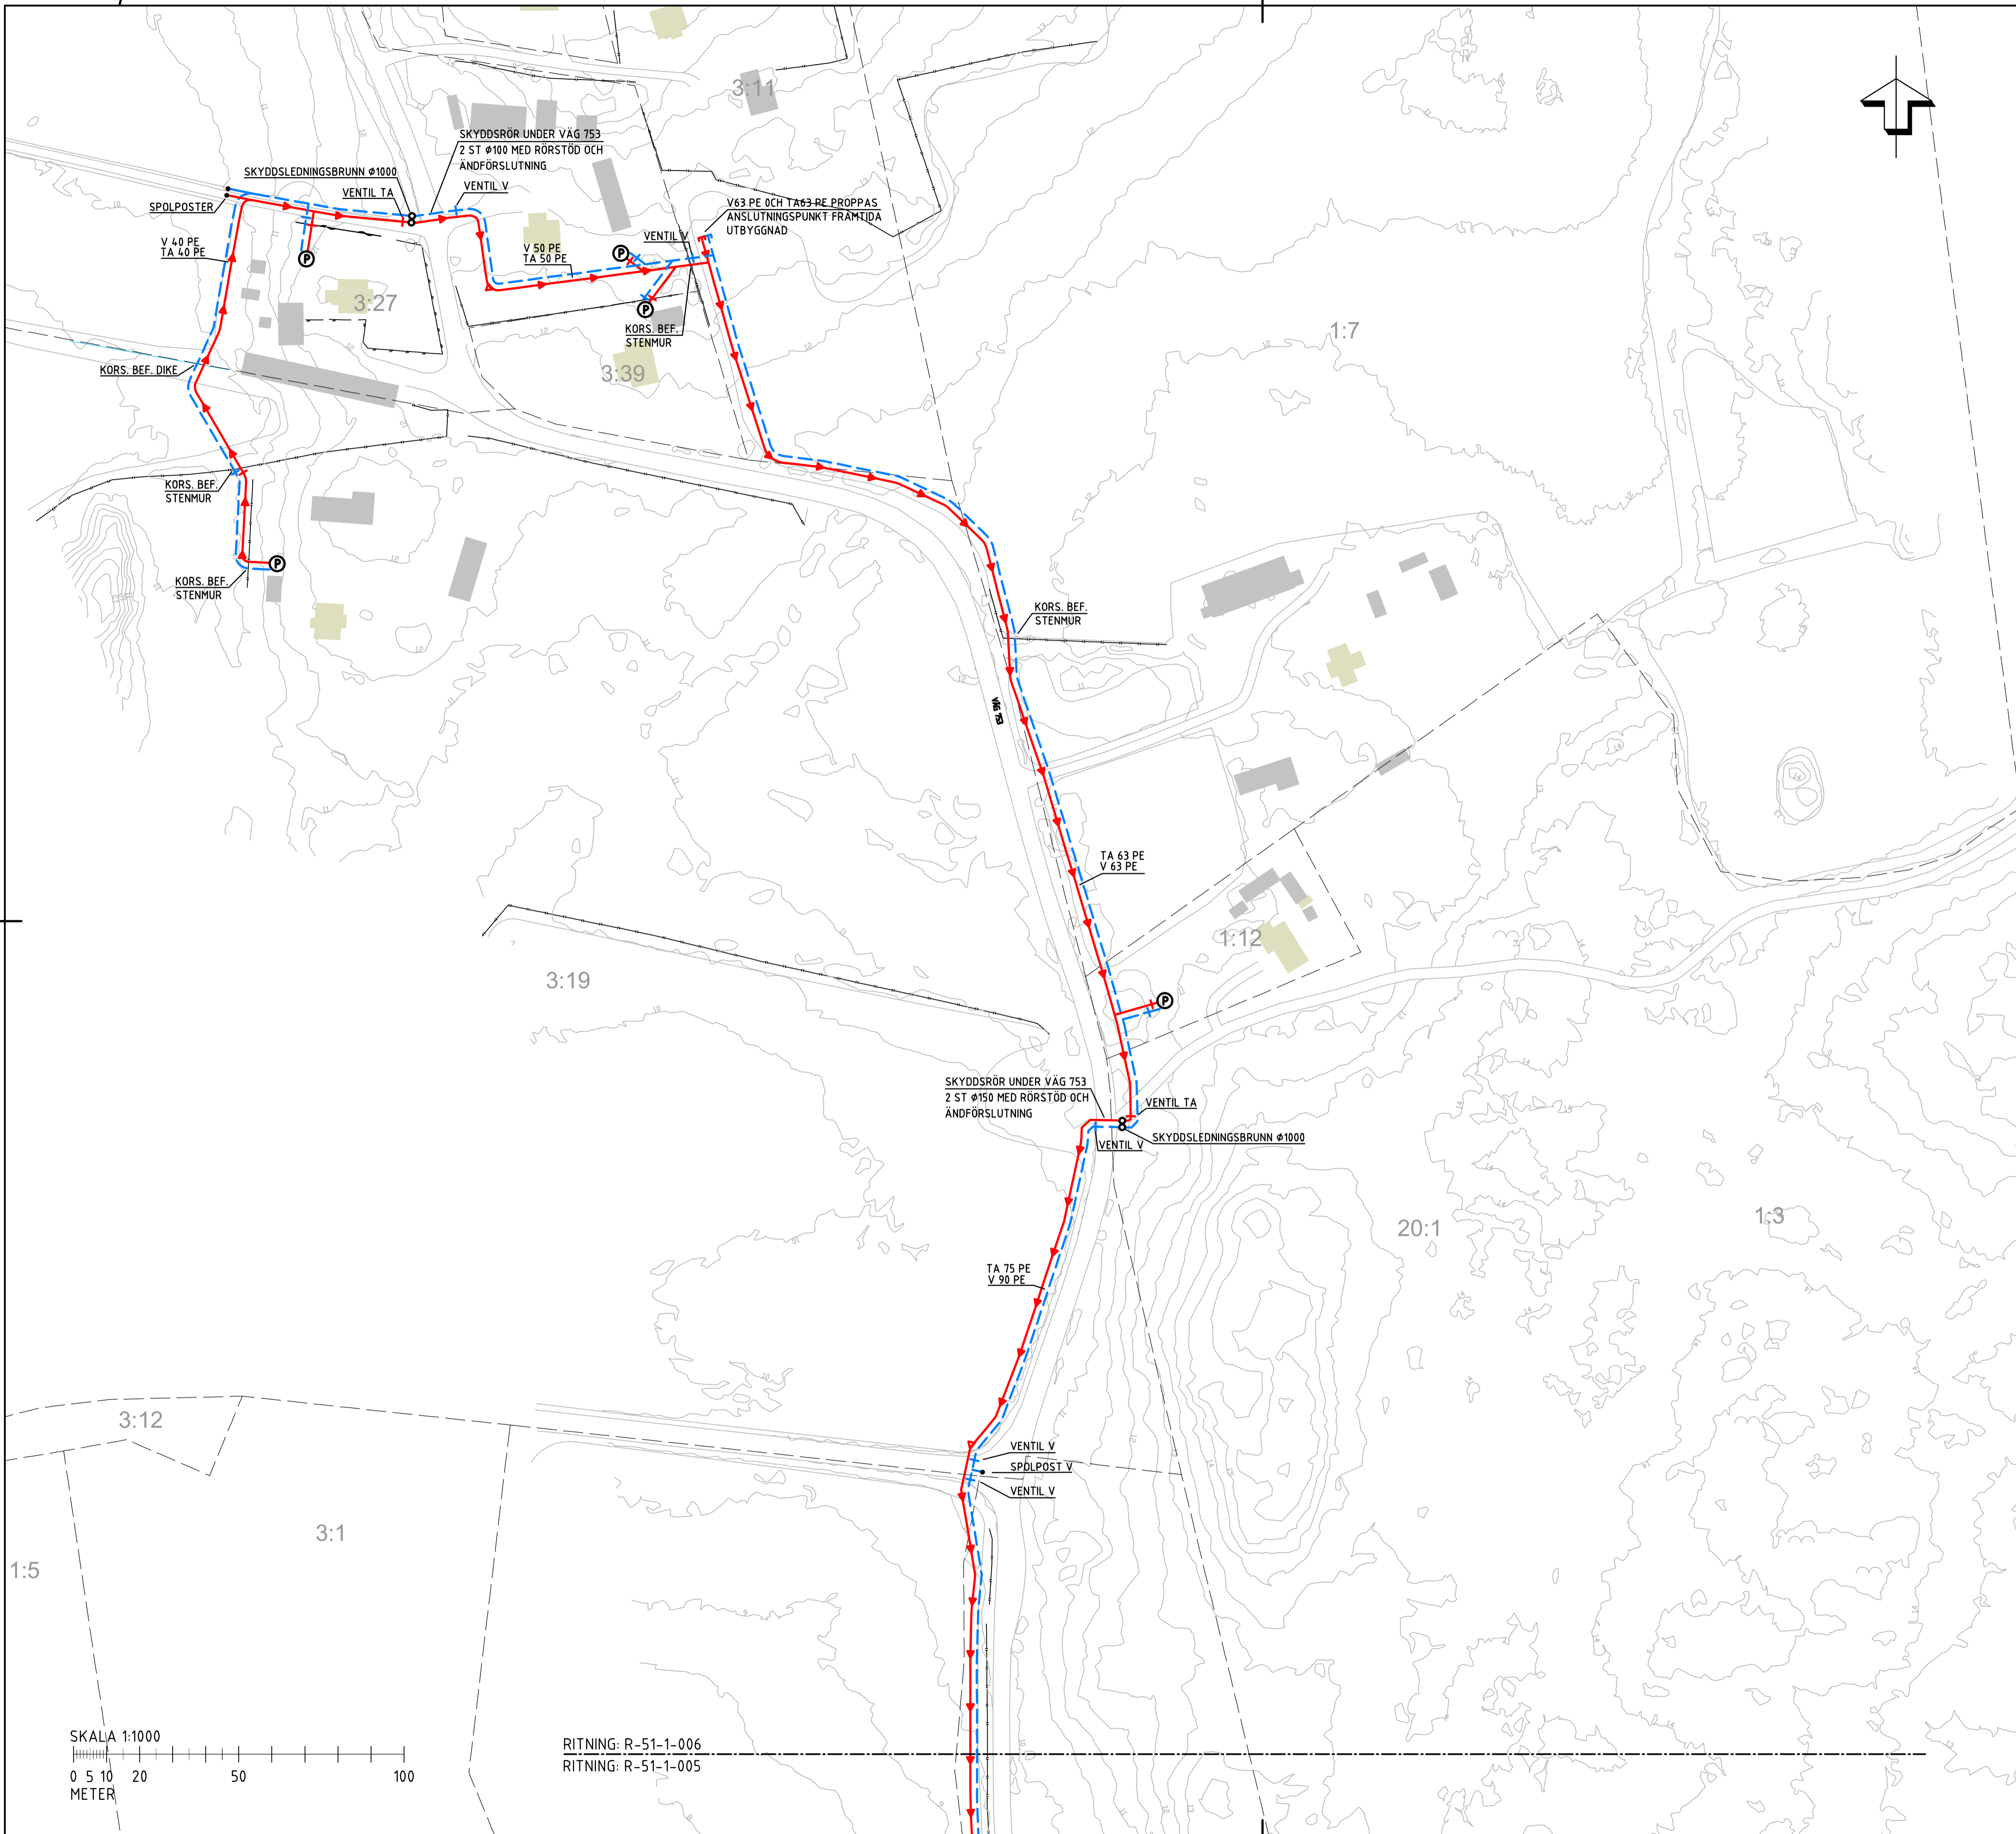 3:11
SKYDDSRÖR UNDER VÄG 753
2 ST Ø100 MED RÖRSTÖD OCH
ÄNDFÖRSLUTNING
SKYDDSLEDNINGSBRUNN Ø1000
VENTIL TA
VENTIL V
SPOLPOSTER
V63 PE OCH TA63 PE PROPPAS
ANSLUTNINGSPUNKT FRAMTIDA
UTBYGGNAD
VENTIL V
V 40 PE
TA 40 PE
V 50 PE
TA 50 PE
P
P
P
3:27
KORS. BEF.
STENMUR
1:7
KORS. BEF. DIKE
3:39
KORS. BEF.
STENMUR
P
KORS. BEF.
STENMUR
KORS. BEF.
STENMUR
VÄG 753
TA 63 PE
V 63 PE
1:12
3:19
P
SKYDDSRÖR UNDER VÄG 753
2 ST Ø150 MED RÖRSTÖD OCH
ÄNDFÖRSLUTNING
VENTIL TA
SKYDDSLEDNINGSBRUNN Ø1000
VENTIL V
20:1
1:3
TA 75 PE
V 90 PE
3:12
VENTIL V
SPOLPOST V
VENTIL V
3:1
1:5
SKALA 1:1000
0 5 10 20 50 100
METER
RITNING: R-51-1-006
RITNING: R-51-1-005